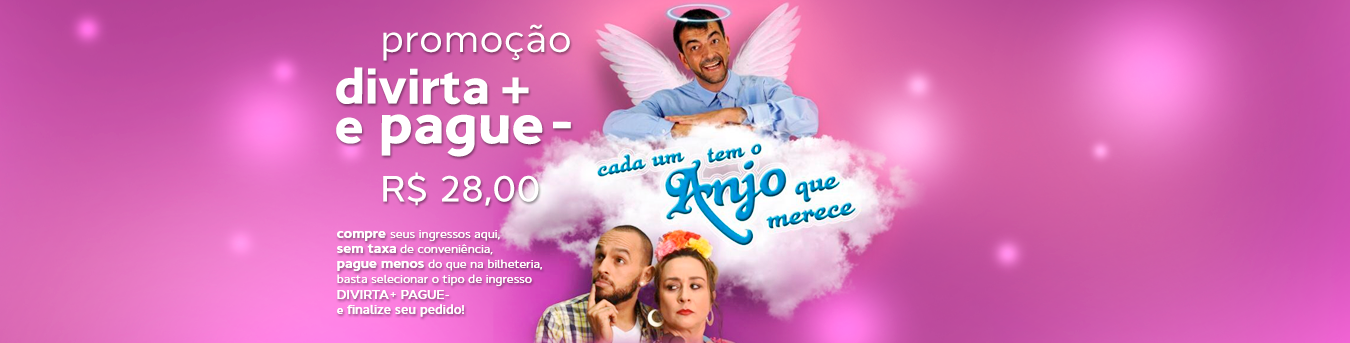 promoção
divirta +
e pague -
R$ 28,00
compre seus ingressos aqui,
sem taxa de conveniência,
pague menos do que na bilheteria,
basta selecionar o tipo de ingresso
DIVIRTA+ PAGUE-
e finalize seu pedido!
cada um tem o
Anjo que
merece